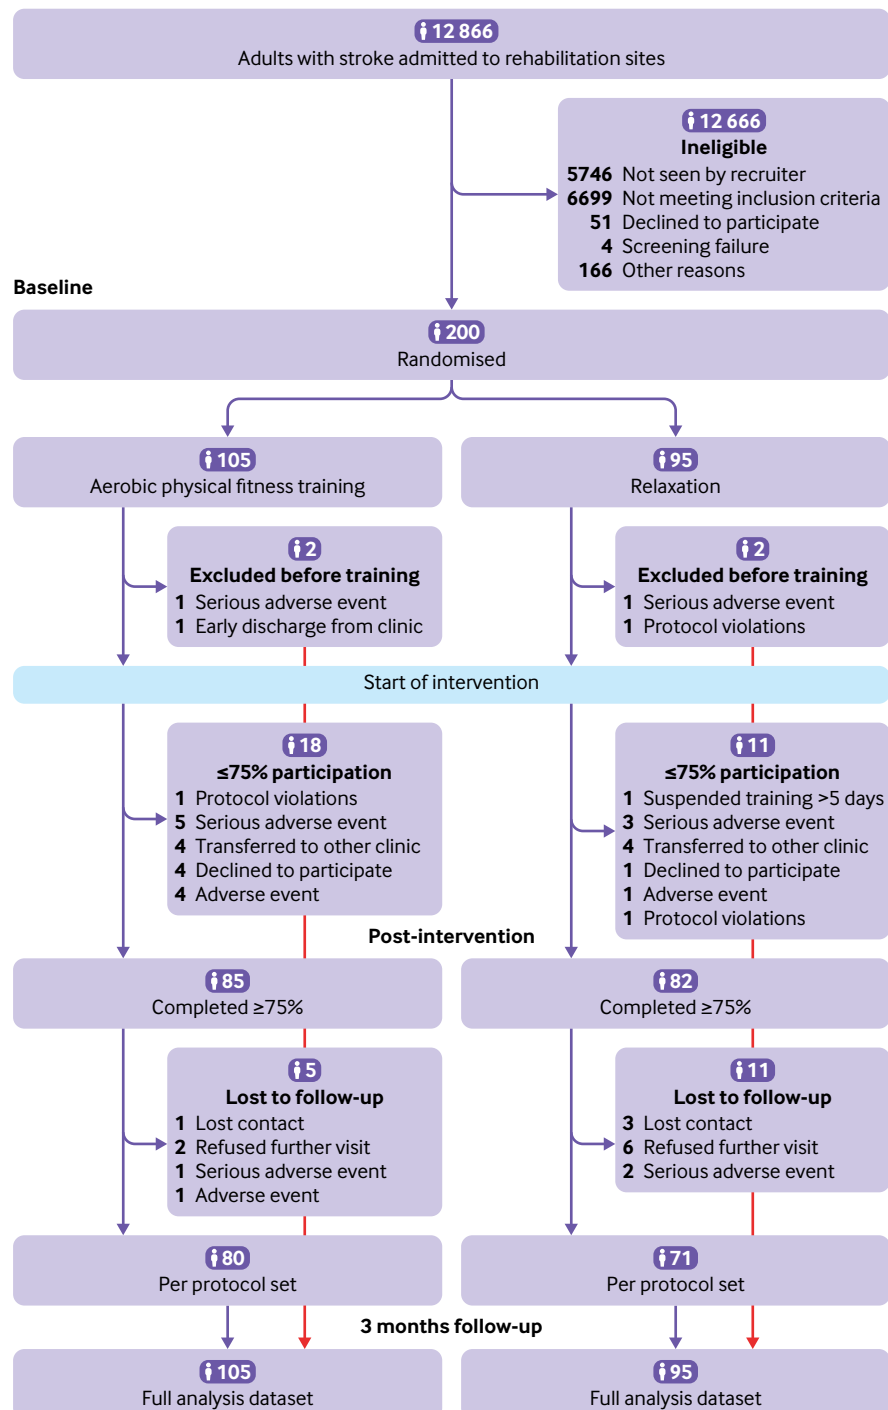 12 866
Adults with stroke admitted to rehabilitation sites
12 666
Ineligible
5746 Not seen by recruiter
6699 Not meeting inclusion criteria
51 Declined to participate
4 Screening failure
166 Other reasons
Baseline
200
Randomised
105
Aerobic physical fitness training
95
Relaxation
2
Excluded before training
1 Serious adverse event
1 Early discharge from clinic
2
Excluded before training
1 Serious adverse event
1 Protocol violations
Start of intervention
18
≤75% participation
1 Protocol violations
5 Serious adverse event
4 Transferred to other clinic
4 Declined to participate
4 Adverse event
11
≤75% participation
1 Suspended training >5 days
3 Serious adverse event
4 Transferred to other clinic
1 Declined to participate
1 Adverse event
1 Protocol violations
Post-intervention
85
Completed ≥75%
82
Completed ≥75%
5
Lost to follow-up
1 Lost contact
2 Refused further visit
1 Serious adverse event
1 Adverse event
11
Lost to follow-up
3 Lost contact
6 Refused further visit
2 Serious adverse event
80
Per protocol set
71
Per protocol set
3 months follow-up
105
Full analysis dataset
95
Full analysis dataset